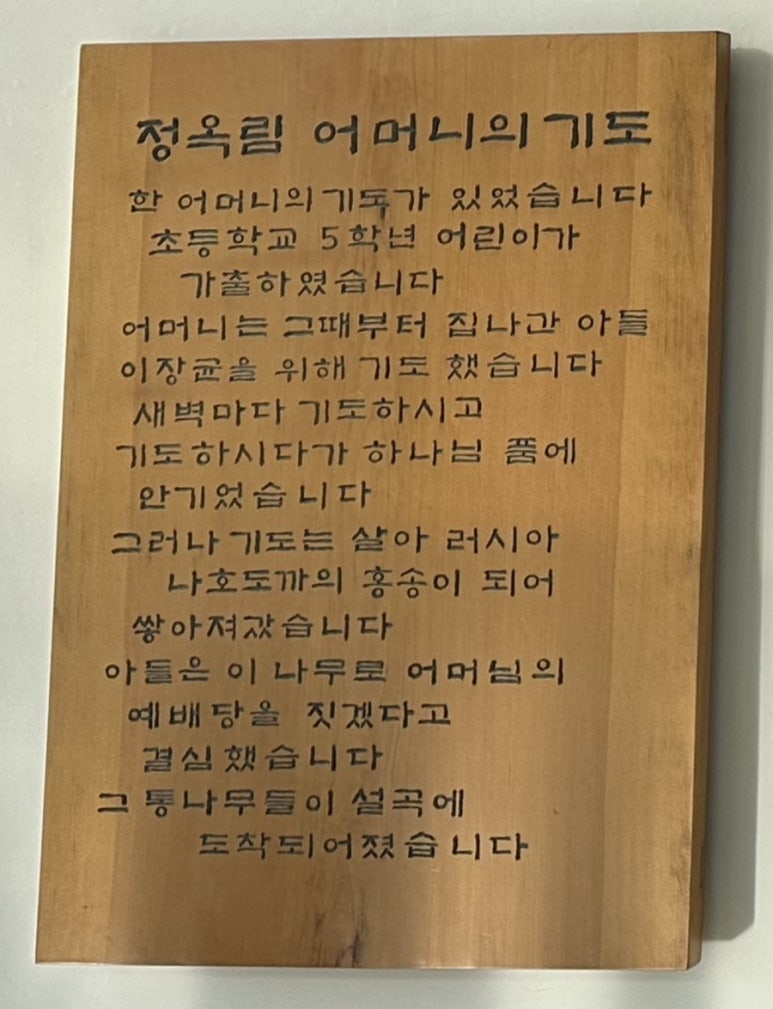 정옥림 어머니의 기도
한 어머니의 기도가 있었습니다
초등학교 5학년 어린이가
가출하였습니다
어머니는 그때부터 집나간 아들
이장균을 위해 기도 했습니다
새벽마다 기도하시고
기도하시다가 하나님 품에
안기었습니다
그러나 기도는 살아 러시아
나호도까의 홍송이 되어
쌓아져갔습니다
아들은 이 나무로 어머님의
예배당을 짓겠다고
결심했습니다
그 통나무들이 설곡에
도착되어졌습니다